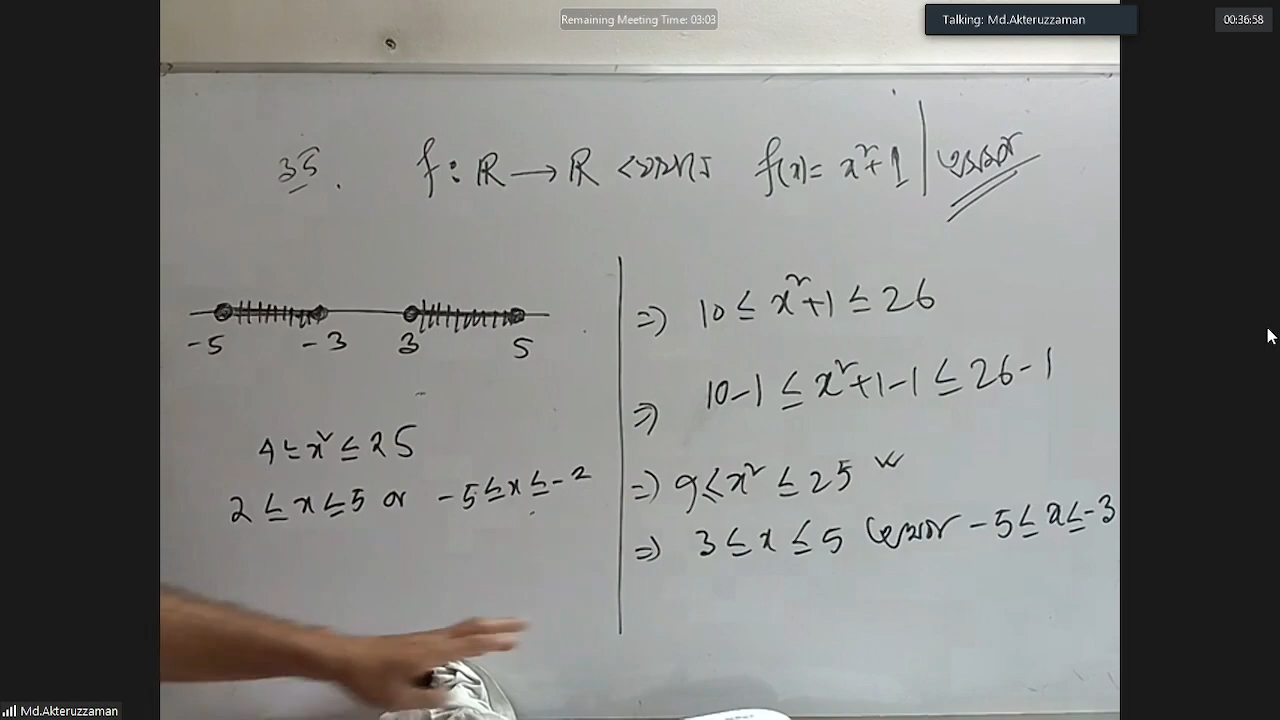 Remaining Meeting Time: 03:03
Talking: Md.Akteruzzaman
00:36:58
35. f : ℝ → ℝ f(x) = x²+1
-5 -3 3 5
4 ≤ x² ≤ 25
2 ≤ x ≤ 5 or -5 ≤ x ≤ -2
⇒) 10 ≤ x²+1 ≤ 26
⇒) 10-1 ≤ x²+1-1 ≤ 26-1
⇒) 9 ≤ x² ≤ 25
⇒) 3 ≤ x ≤ 5 -5 ≤ x ≤ -3
Md.Akteruzzaman